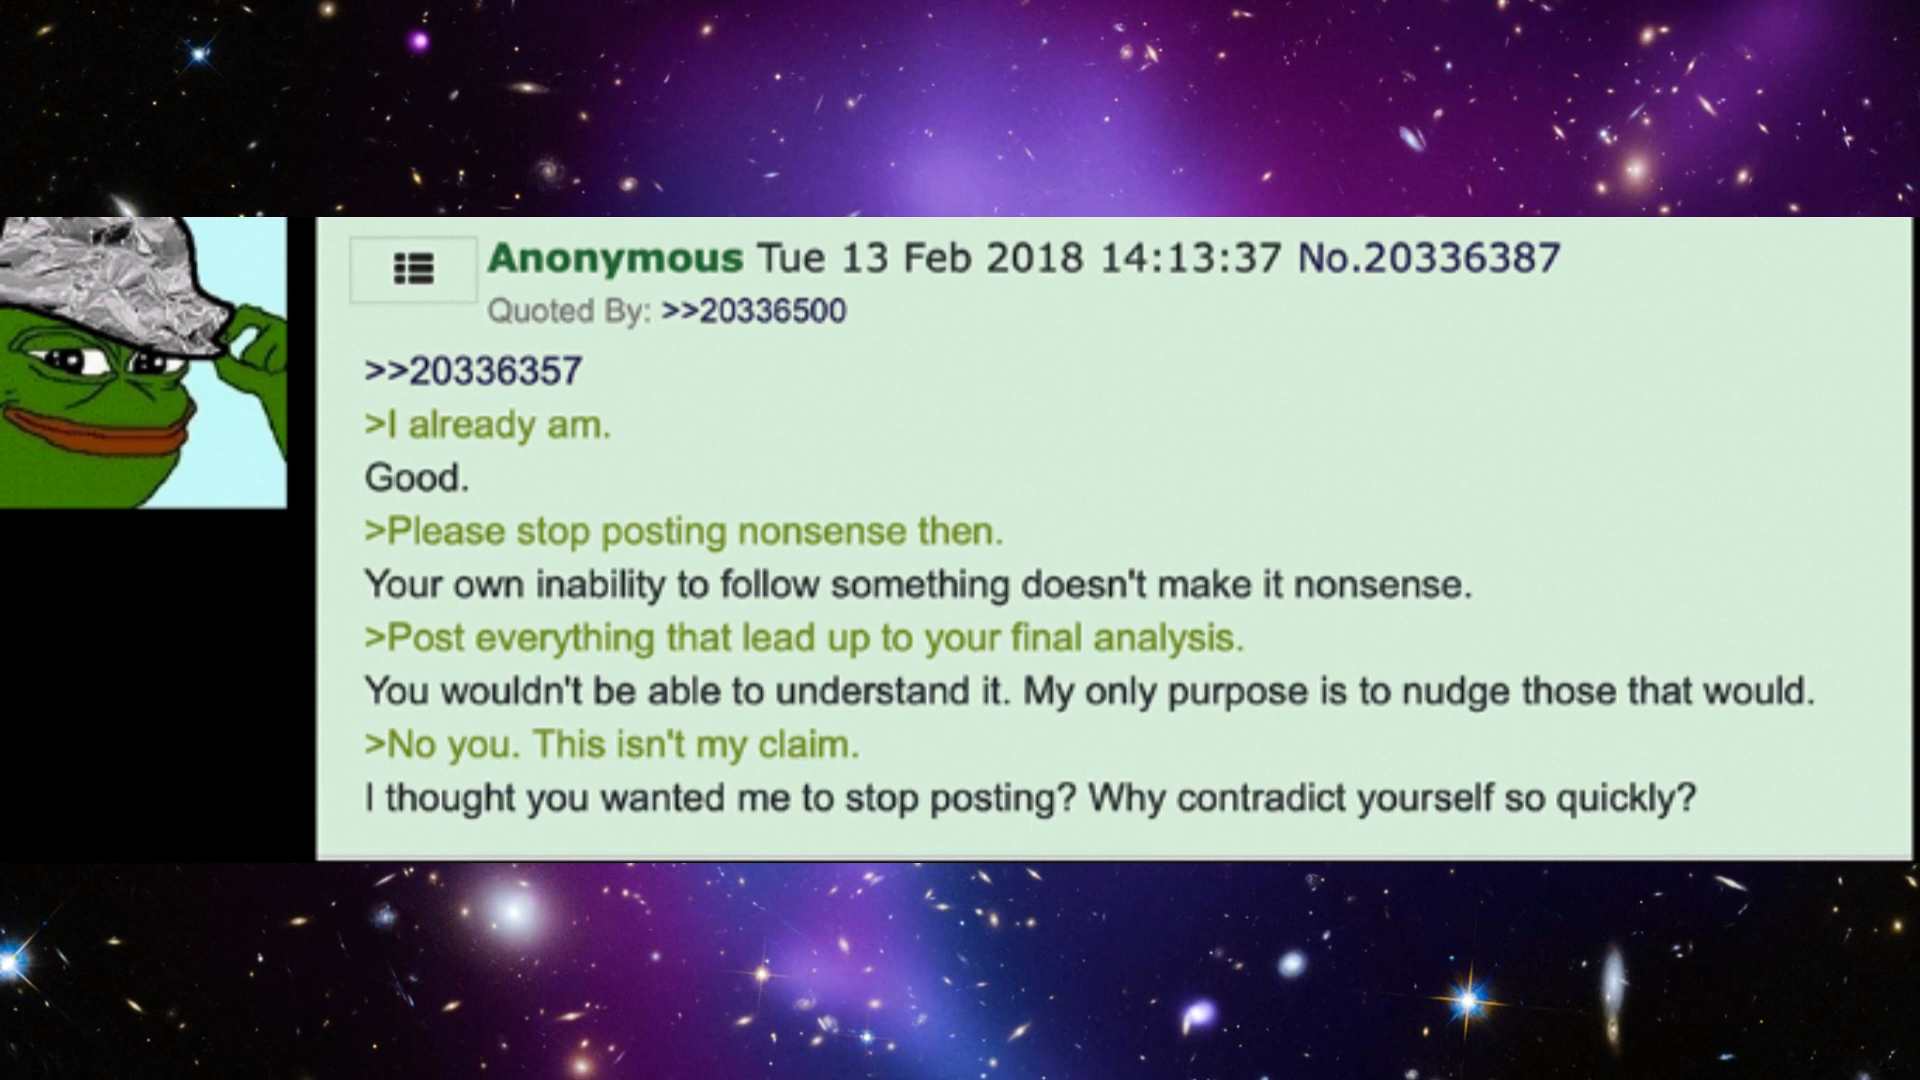 Anonymous Tue 13 Feb 2018 14:13:37 No.20336387
Quoted By: >>20336500
>>20336357
>I already am.
Good.
>Please stop posting nonsense then.
Your own inability to follow something doesn't make it nonsense.
>Post everything that lead up to your final analysis.
You wouldn't be able to understand it. My only purpose is to nudge those that would.
>No you. This isn't my claim.
I thought you wanted me to stop posting? Why contradict yourself so quickly?